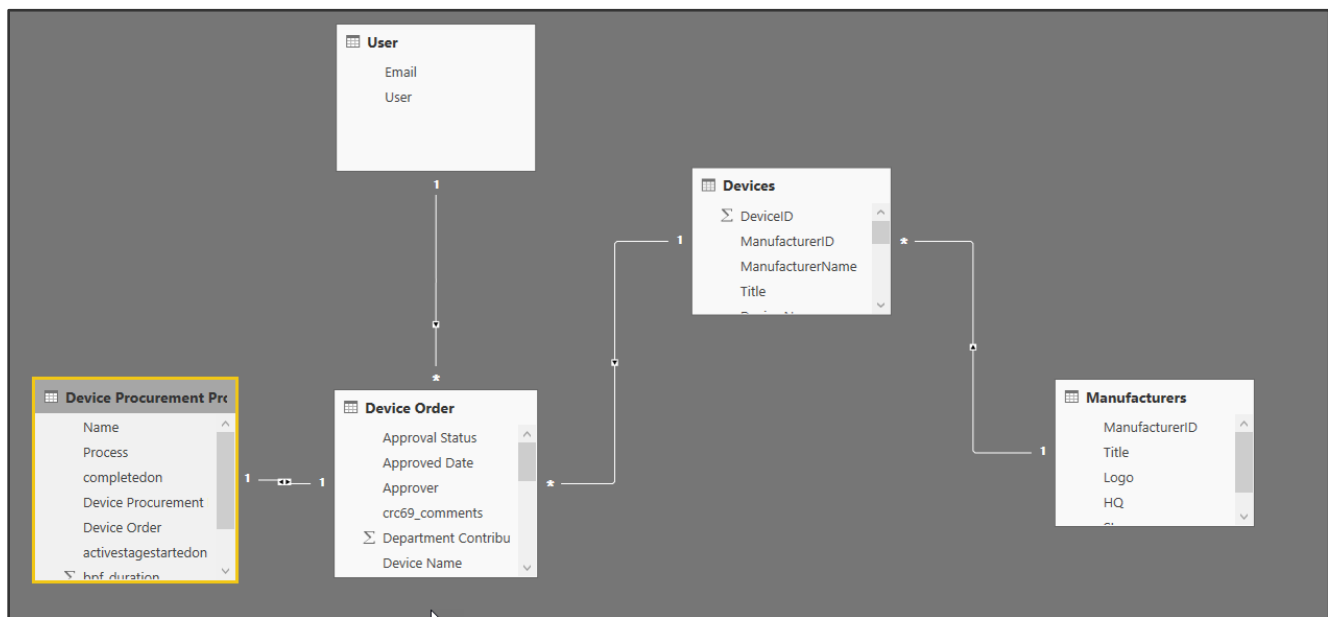 User
Email
User
1
*
Devices
DeviceID
ManufacturerID
ManufacturerName
Title
1
*
Device Procurement Prc
Name
Process
completedon
Device Procurement
Device Order
activestagestartedon
bpf_duration
1
1
Device Order
Approval Status
Approved Date
Approver
crc69_comments
Department Contribu
Device Name
*
Manufacturers
ManufacturerID
Title
Logo
HQ
1